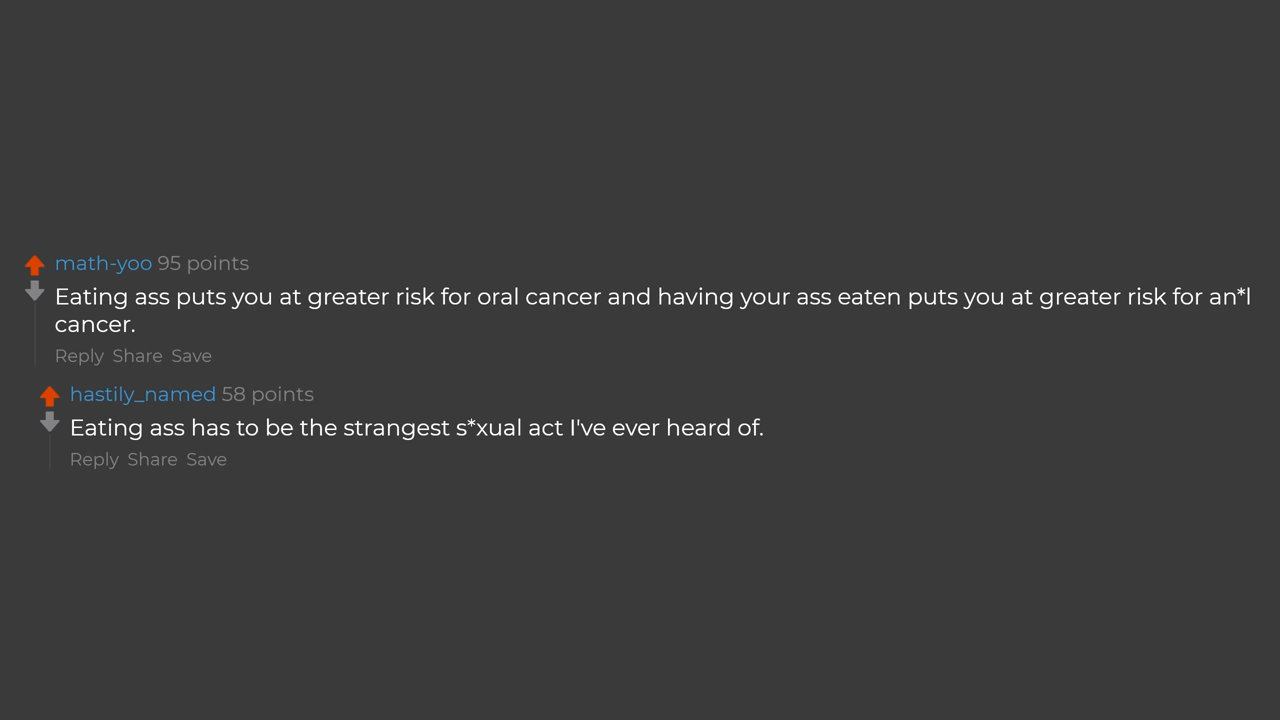 math-yoo 95 points
Eating ass puts you at greater risk for oral cancer and having your ass eaten puts you at greater risk for an*l
cancer.
Reply Share Save
hastily_named 58 points
Eating ass has to be the strangest s*xual act I've ever heard of.
Reply Share Save